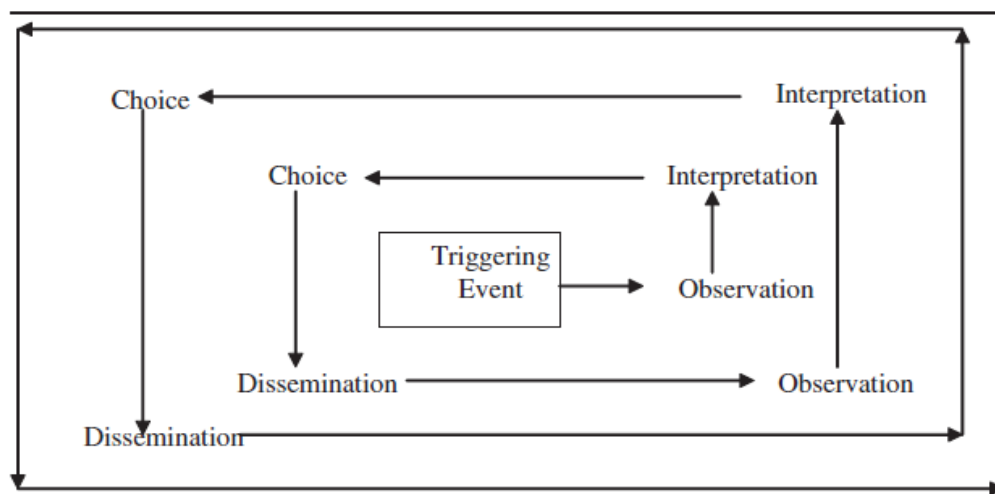 Choice
Interpretation
Choice
Interpretation
Triggering
Event
Observation
Dissemination
Observation
Dissemination